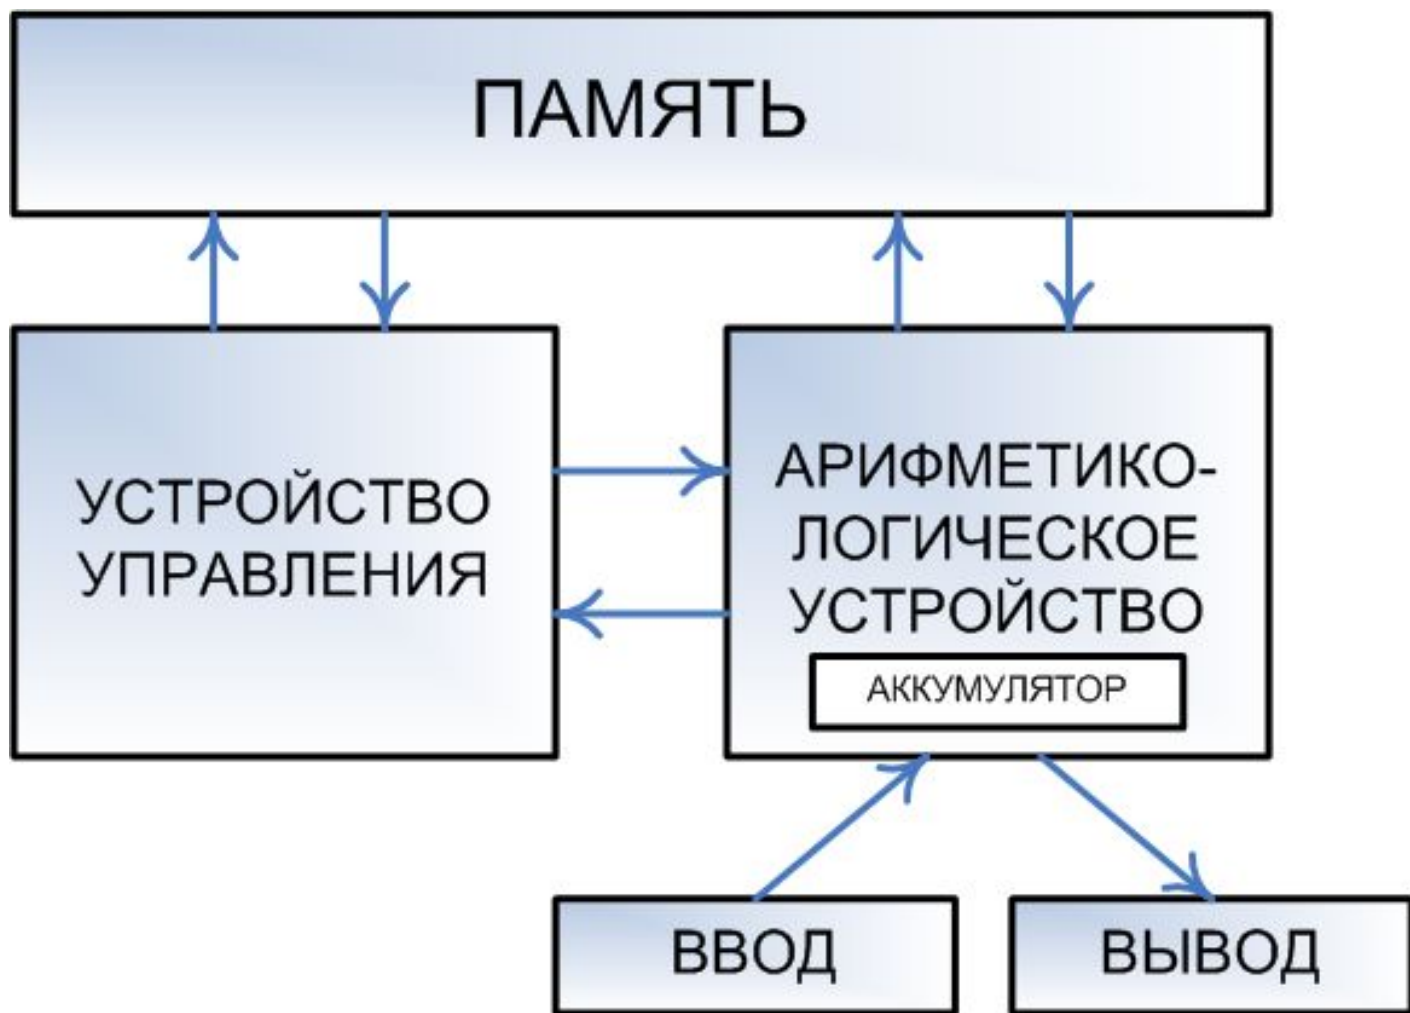 ПАМЯТЬ
УСТРОЙСТВО
УПРАВЛЕНИЯ
АРИФМЕТИКО-
ЛОГИЧЕСКОЕ
УСТРОЙСТВО
АККУМУЛЯТОР
ВВОД
ВЫВОД